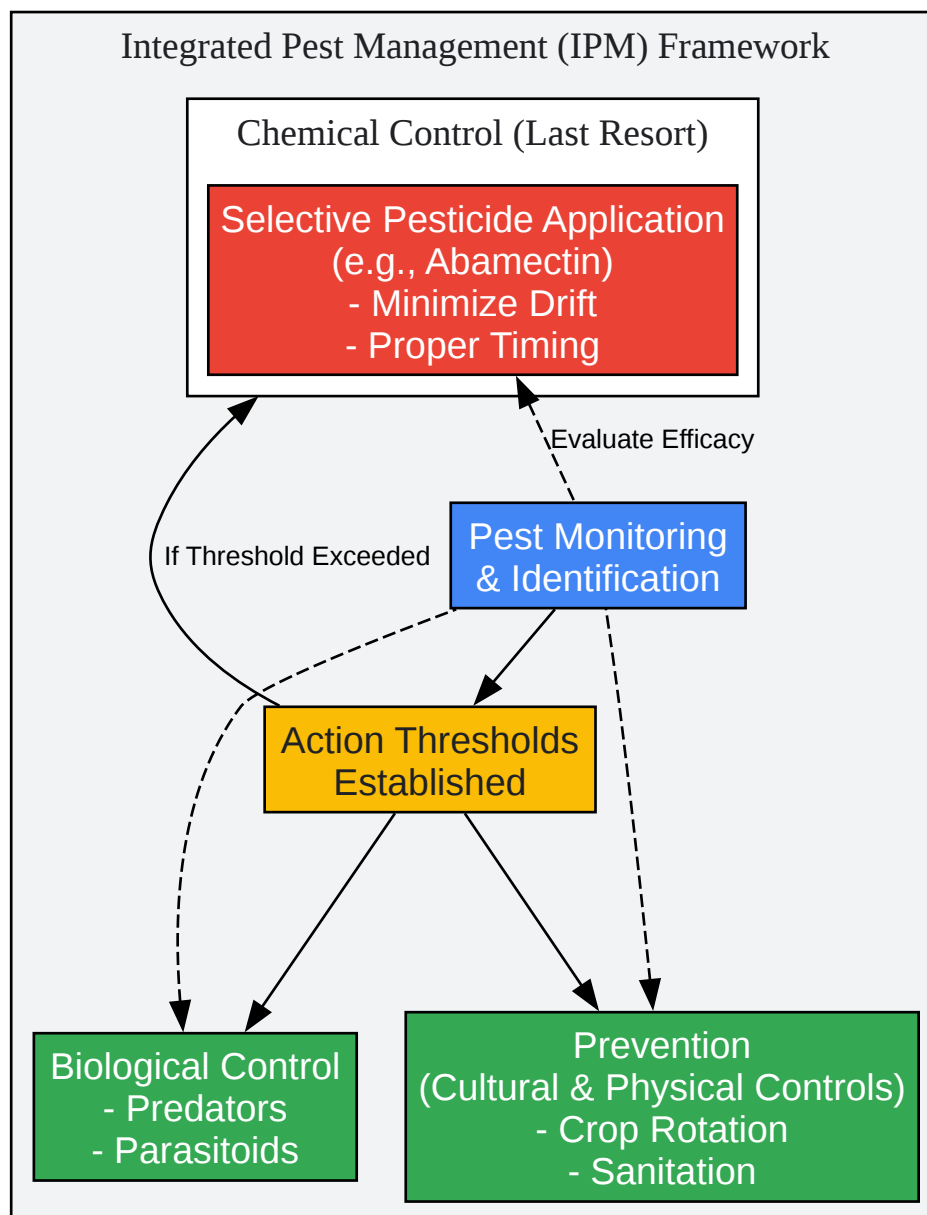 Integrated Pest Management (IPM) Framework
Chemical Control (Last Resort)
Selective Pesticide Application
(e.g., Abamectin)
- Minimize Drift
- Proper Timing
Evaluate Efficacy
Pest Monitoring
& Identification
If Threshold Exceeded
Action Thresholds
Established
Biological Control
- Predators
- Parasitoids
Prevention
(Cultural & Physical Controls)
- Crop Rotation
- Sanitation